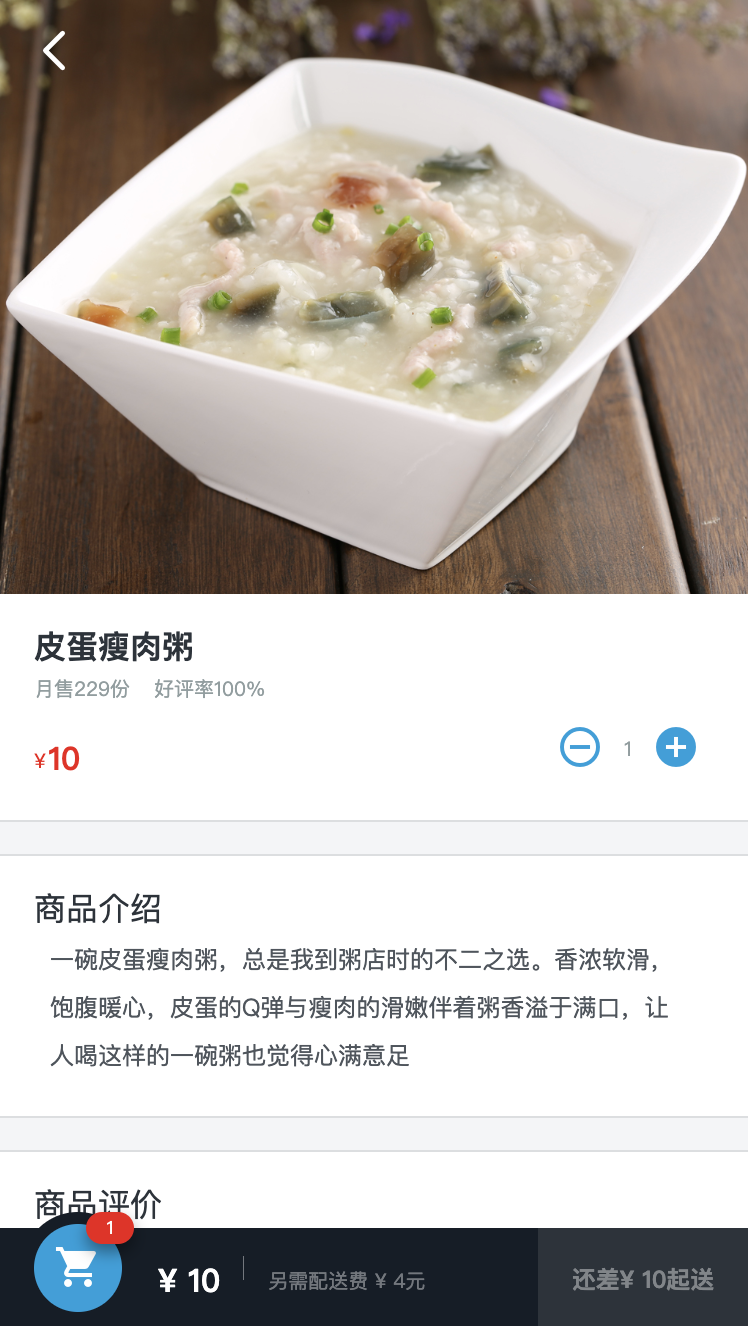 皮蛋瘦肉粥
月售229份 好评率100%
¥10
1
商品介绍
一碗皮蛋瘦肉粥，总是我到粥店时的不二之选。香浓软滑，
饱腹暖心，皮蛋的Q弹与瘦肉的滑嫩伴着粥香溢于满口，让
人喝这样的一碗粥也觉得心满意足
商品评价
1
¥ 10
另需配送费 ¥ 4元
还差¥ 10起送